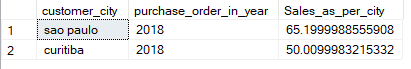 customer_city purchase_order_in_year Sales_as_per_city
1 sao paulo 2018 65.1999988555908
2 curitiba 2018 50.0099983215332